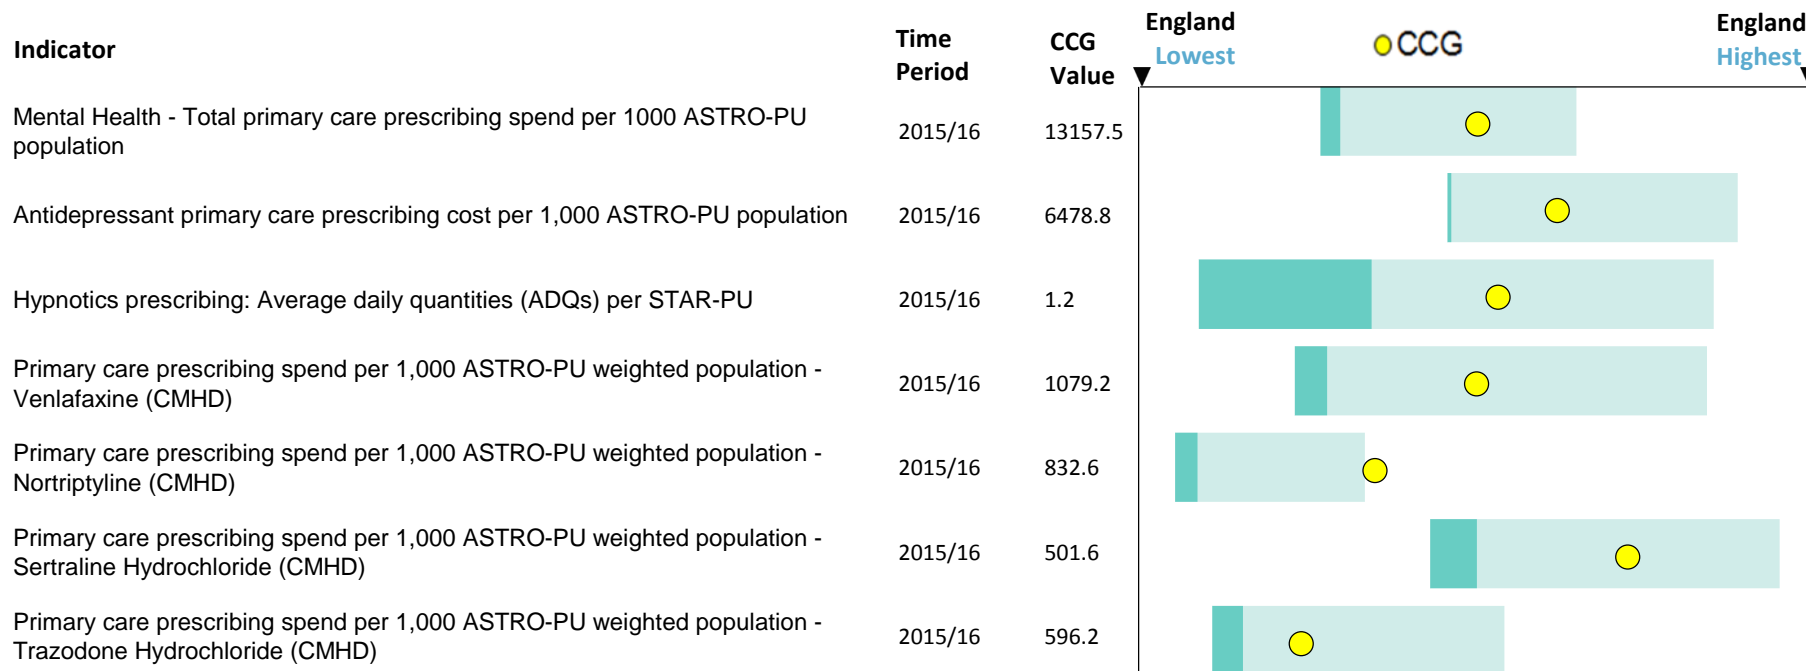 Indicator
Time
Period
CCG
Value
England
Lowest
CCG
England
Highest
Mental Health - Total primary care prescribing spend per 1000 ASTRO-PU
population
2015/16
13157.5
Antidepressant primary care prescribing cost per 1,000 ASTRO-PU population
2015/16
6478.8
Hypnotics prescribing: Average daily quantities (ADQs) per STAR-PU
2015/16
1.2
Primary care prescribing spend per 1,000 ASTRO-PU weighted population -
Venlafaxine (CMHD)
2015/16
1079.2
Primary care prescribing spend per 1,000 ASTRO-PU weighted population -
Nortriptyline (CMHD)
2015/16
832.6
Primary care prescribing spend per 1,000 ASTRO-PU weighted population -
Sertraline Hydrochloride (CMHD)
2015/16
501.6
Primary care prescribing spend per 1,000 ASTRO-PU weighted population -
Trazodone Hydrochloride (CMHD)
2015/16
596.2